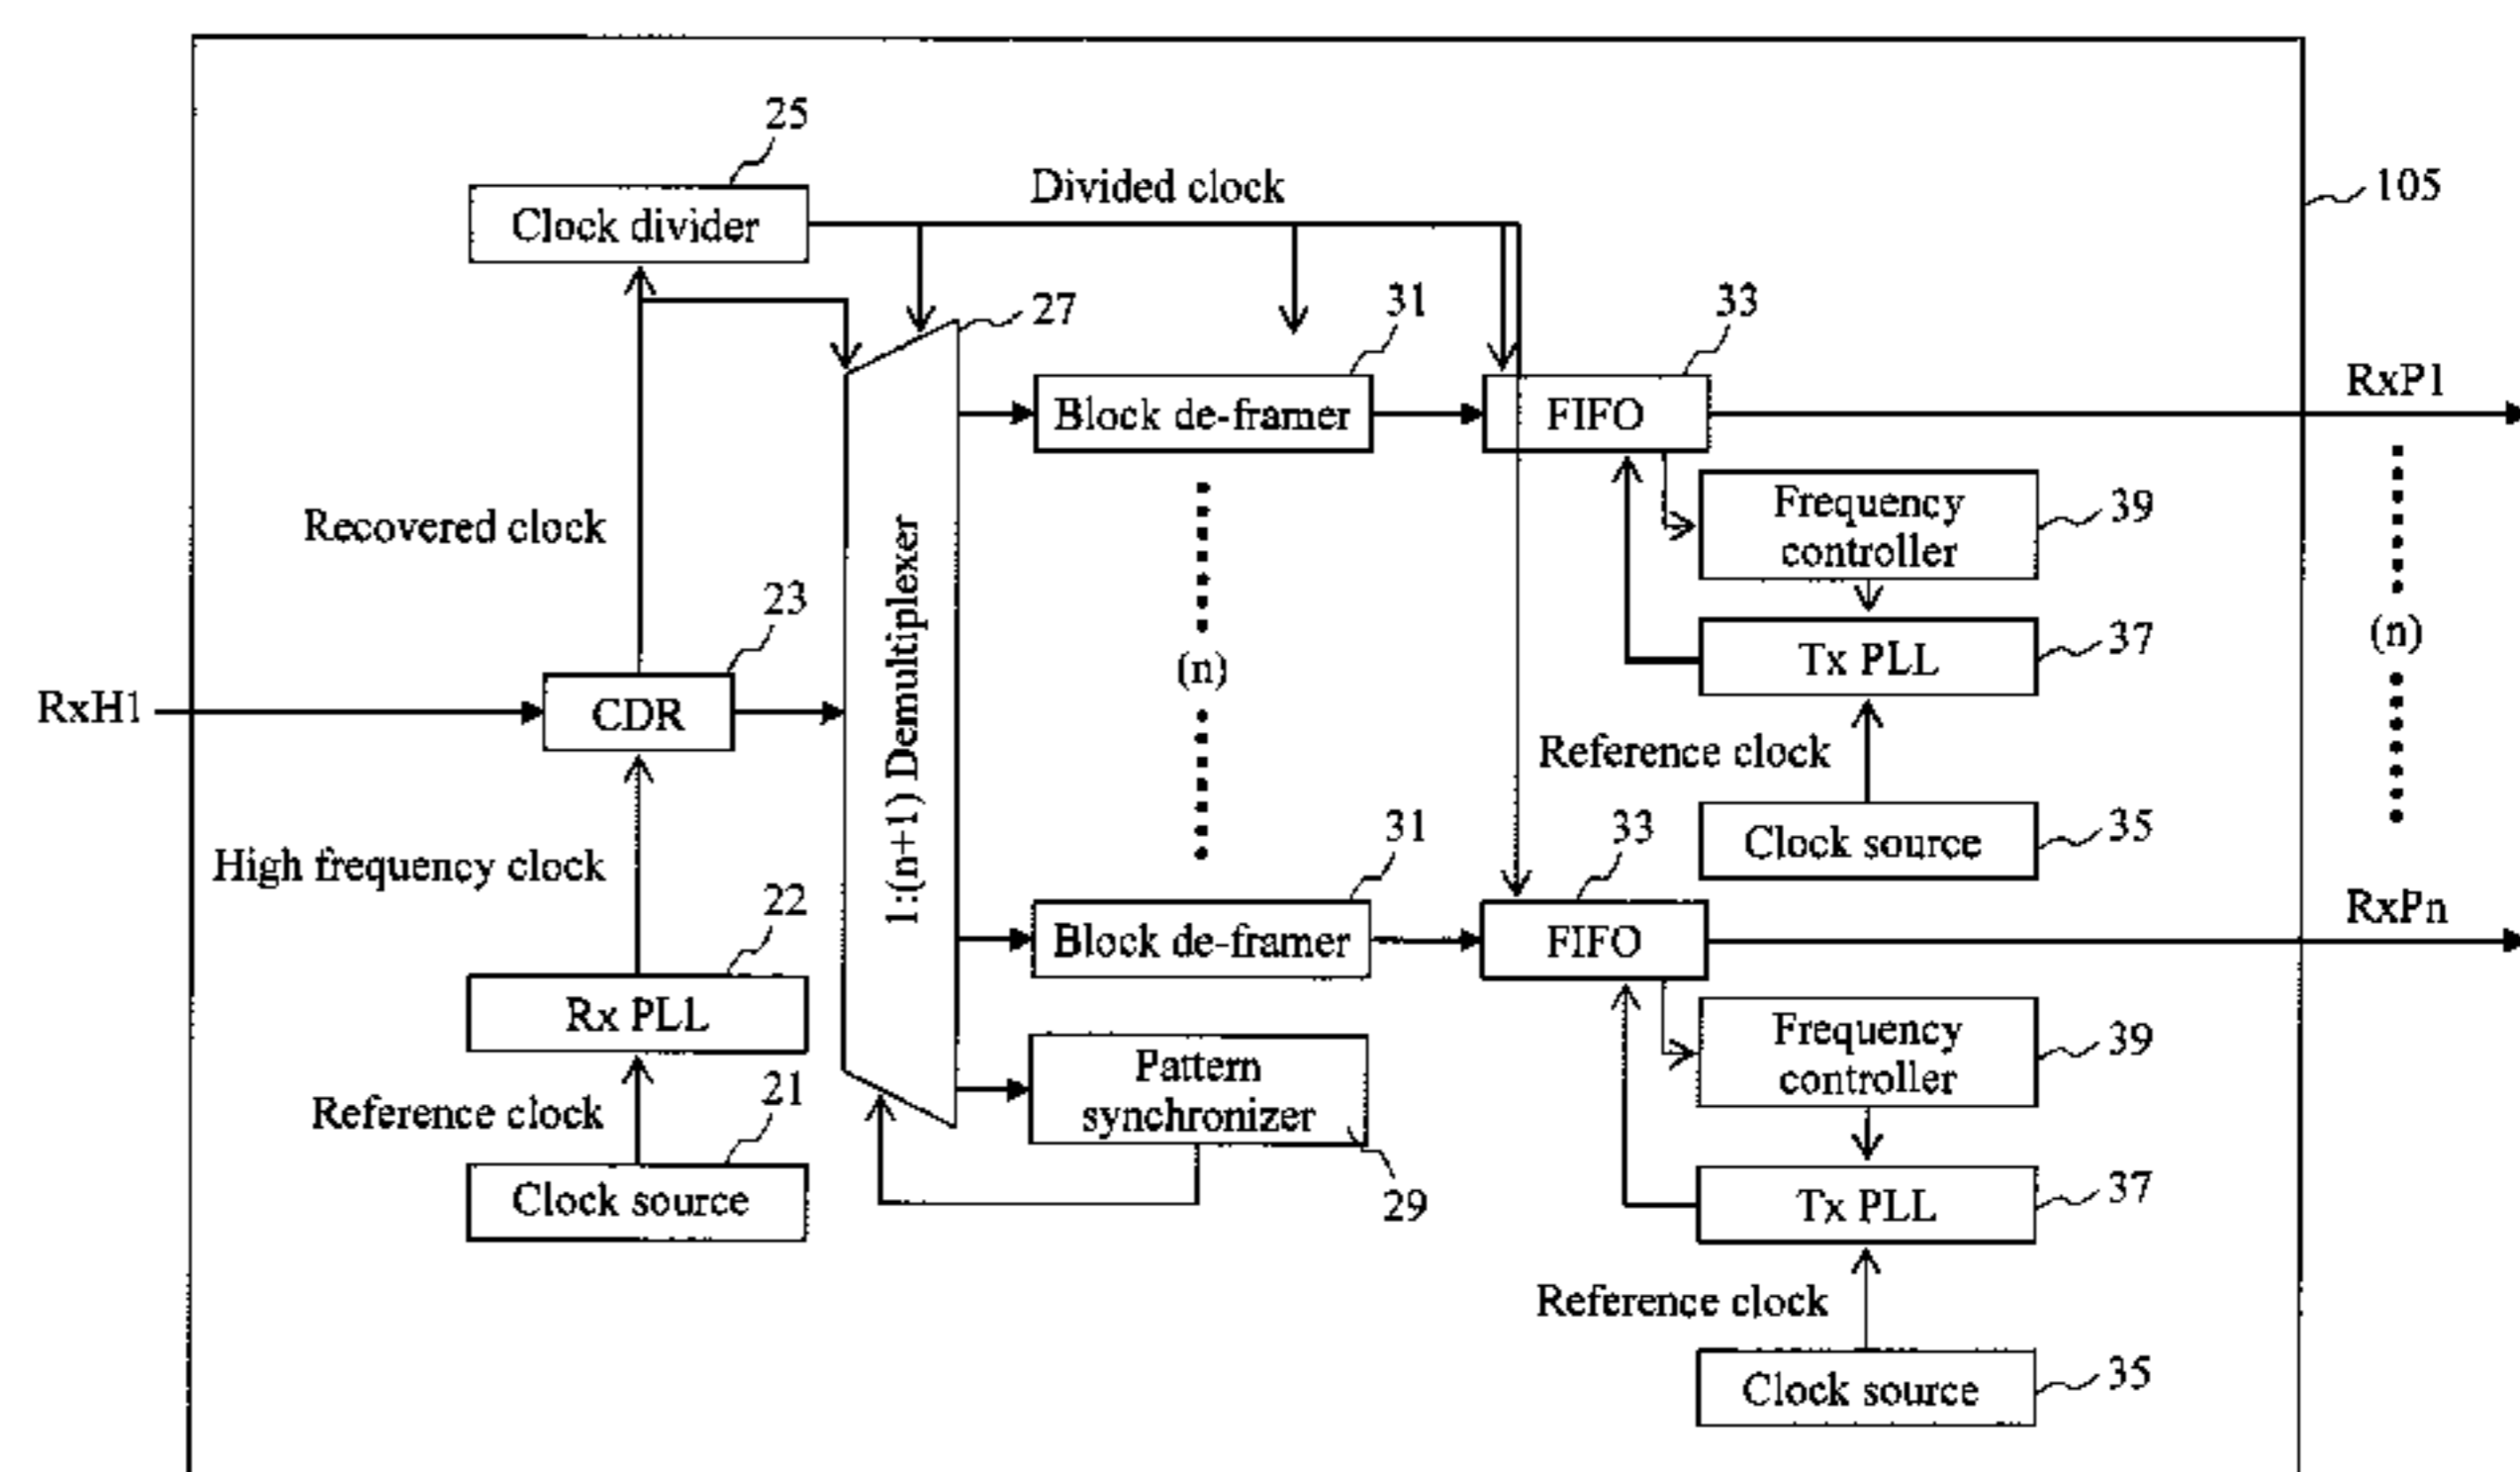 25
Clock divider
Divided clock
105
27
31
33
Block de-framer
FIFO
RxP1
Recovered clock
Frequency
controller
39
23
CDR
RxH1
1:(n+1) Demultiplexer
(n)
Tx PLL
37
(n)
Reference clock
Clock source
35
High frequency clock
22
Rx PLL
31
33
Block de-framer
FIFO
RxPn
Reference clock
21
Clock source
Pattern
synchronizer
29
Frequency
controller
39
Tx PLL
37
Reference clock
Clock source
35